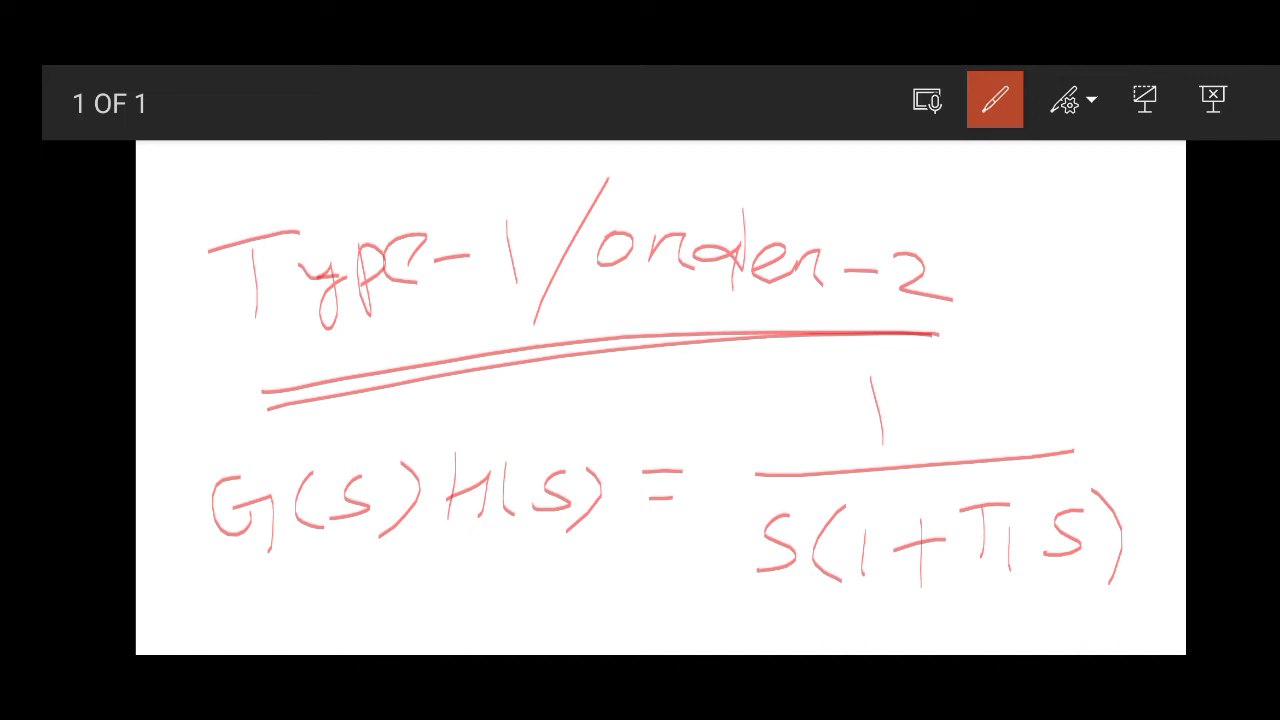 1 OF 1
Type-1/order-2
G(s)H(s) = 1/s(1+T1s)